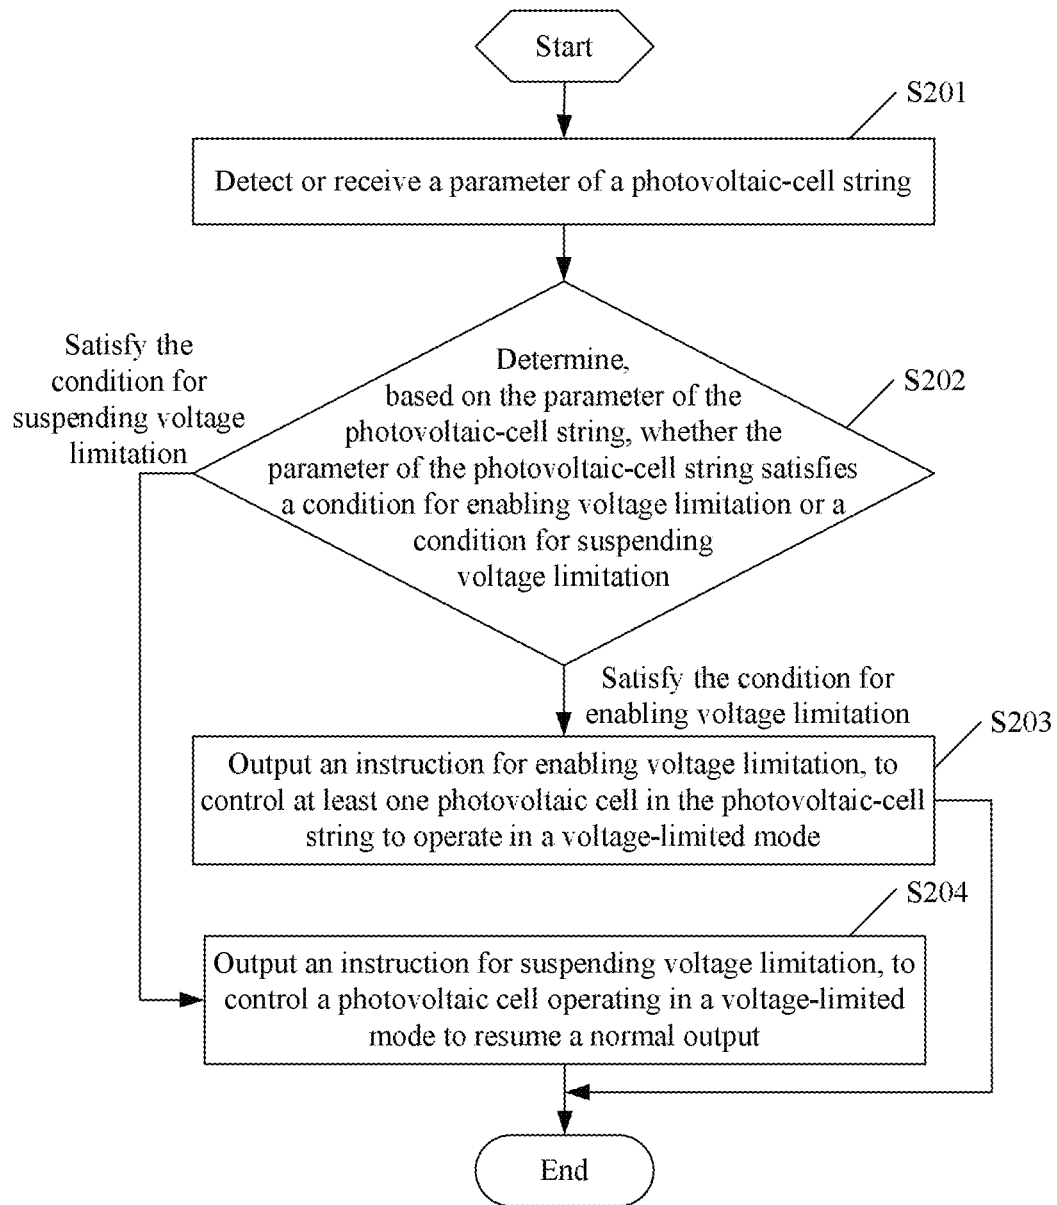 Start
S201
Detect or receive a parameter of a photovoltaic-cell string
Satisfy the
condition for
suspending voltage
limitation
S202
Determine,
based on the parameter of the
photovoltaic-cell string, whether the
parameter of the photovoltaic-cell string satisfies
a condition for enabling voltage limitation or a
condition for suspending
voltage limitation
Satisfy the condition for
enabling voltage limitation
S203
Output an instruction for enabling voltage limitation, to
control at least one photovoltaic cell in the photovoltaic-cell
string to operate in a voltage-limited mode
S204
Output an instruction for suspending voltage limitation, to
control a photovoltaic cell operating in a voltage-limited
mode to resume a normal output
End